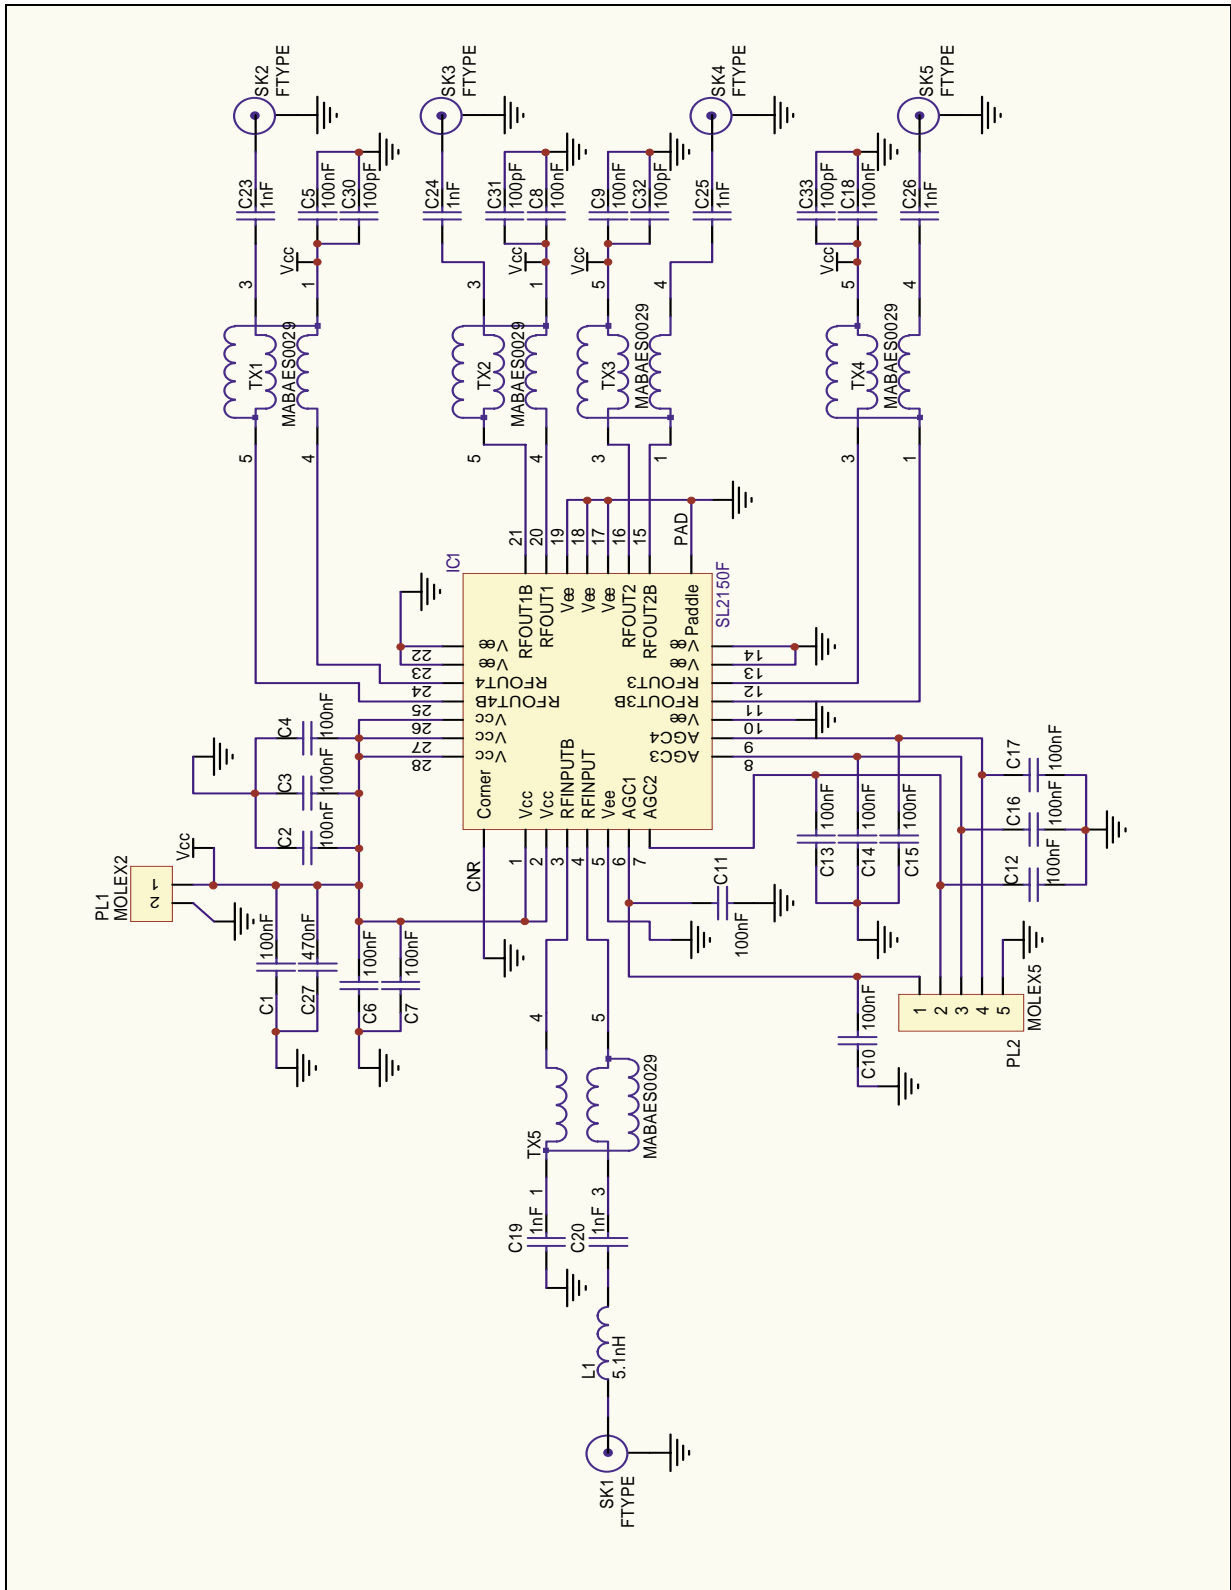 SK2
FTYPE
SK3
FTYPE
SK4
FTYPE
SK5
FTYPE
C23
1nF
C5
100nF
C30
100pF
C24
1nF
C31
100pF
C8
100nF
C9
100nF
C32
100pF
C25
1nF
C33
100pF
C18
100nF
C26
1nF
Vcc
Vcc
Vcc
Vcc
3
1
3
1
5
4
5
4
TX1
MABAES0029
TX2
MABAES0029
TX3
MABAES0029
TX4
MABAES0029
5
4
5
4
3
1
3
1
21
20
19
18
17
16
15
PAD
IC1
SL2150F
RFOUT1B
RFOUT1
Vee
Vee
Vee
RFOUT2
RFOUT2B
Paddle
22
23
24
25
26
27
28
Vee
Vee
RFOUT4
RFOUT4B
Vcc
Vcc
Vcc
Vee
Vee
RFOUT3
RFOUT3B
Vee
AGC4
AGC3
14
13
12
11
10
9
8
Corner
Vcc
Vcc
RFINPUTB
RFINPUT
Vee
AGC1
AGC2
CNR
1
2
3
4
5
6
7
C4
100nF
C3
100nF
C2
100nF
Vcc
PL1
MOLEX2
1
2
C1
100nF
C27
470nF
C6
100nF
C7
100nF
C11
100nF
C13
100nF
C14
100nF
C15
100nF
C17
100nF
C16
100nF
C12
100nF
C10
100nF
1
2
3
4
5
PL2
MOLEX5
4
5
TX5
MABAES0029
1
3
C19
1nF
C20
1nF
L1
5.1nH
SK1
FTYPE